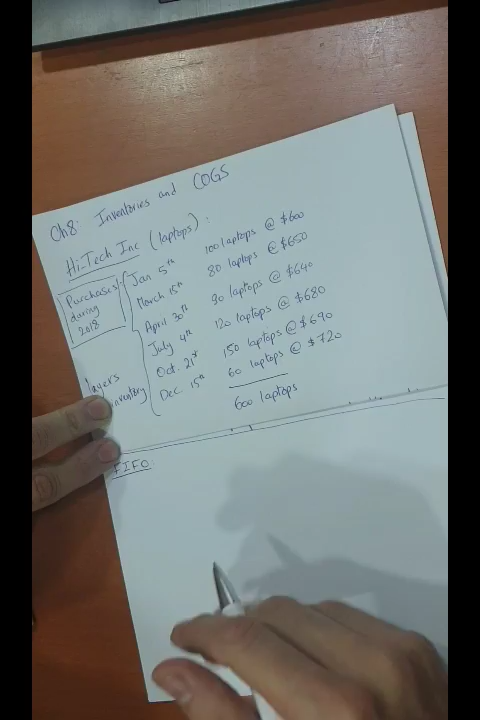 Ch8: Inventories and COGS
Hi-Tech Inc (laptops):
Purchases during 2018
Jan 5th 100 laptops @ $600
March 15th 80 laptops @ $650
April 30th 90 laptops @ $640
July 4th 120 laptops @ $680
Oct. 21st 150 laptops @ $690
Dec. 15th 60 laptops @ $720
600 laptops
layers
inventory
FIFO